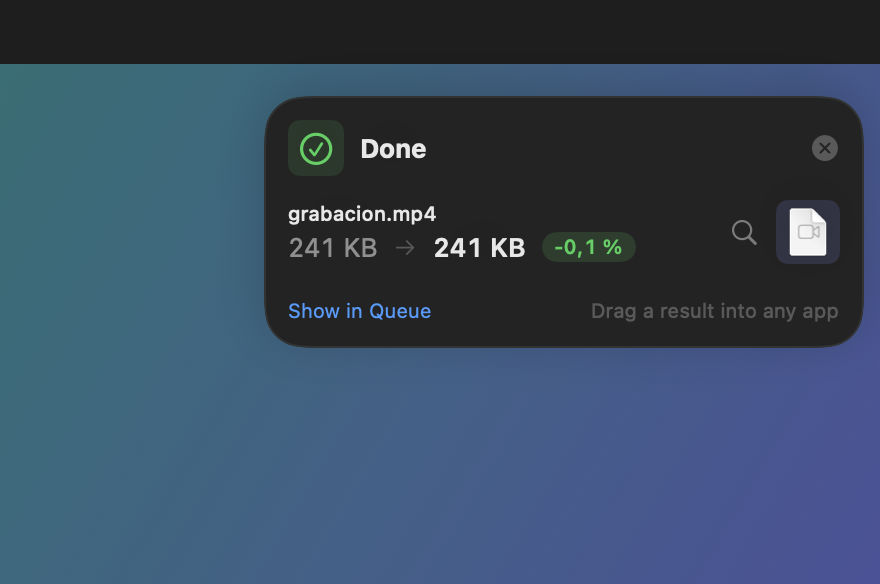 Done
grabacion.mp4
241 KB → 241 KB -0,1 %
Show in Queue
Drag a result into any app